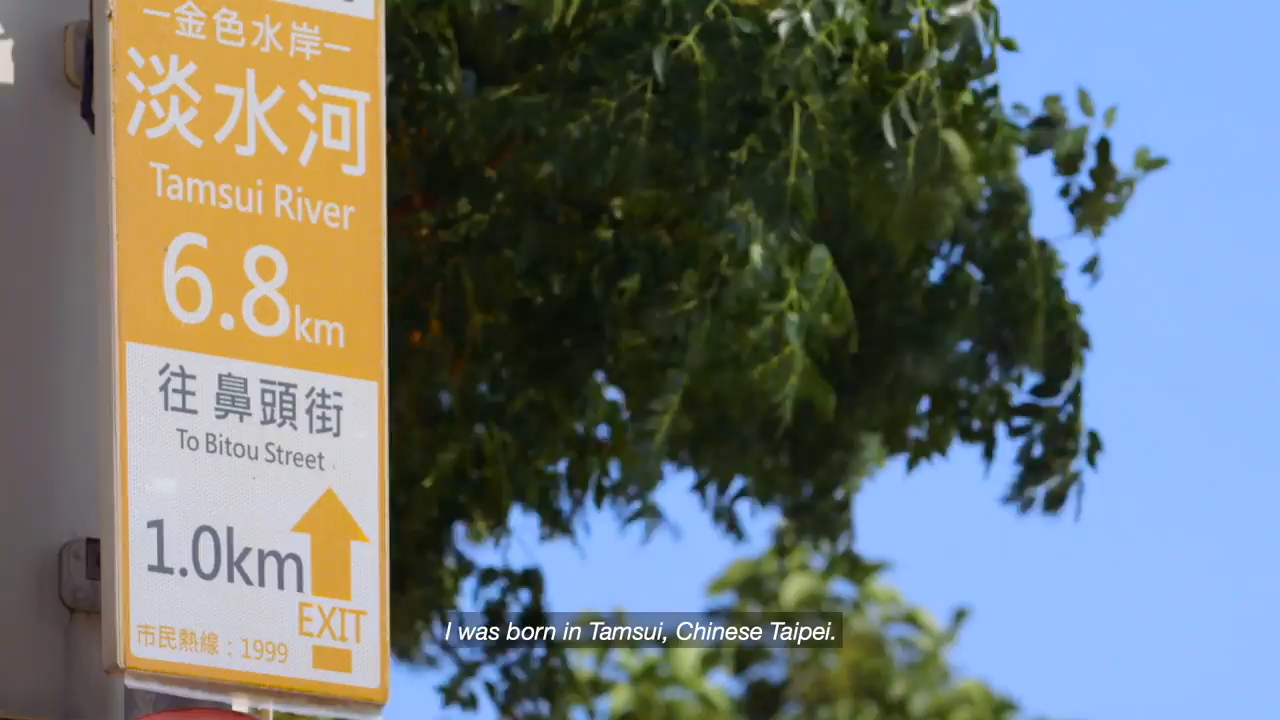 ─金色水岸─
淡水河
Tamsui River
6.8km
往 鼻頭街
To Bitou Street
1.0km
EXIT
市民熱線：1999
I was born in Tamsui, Chinese Taipei.